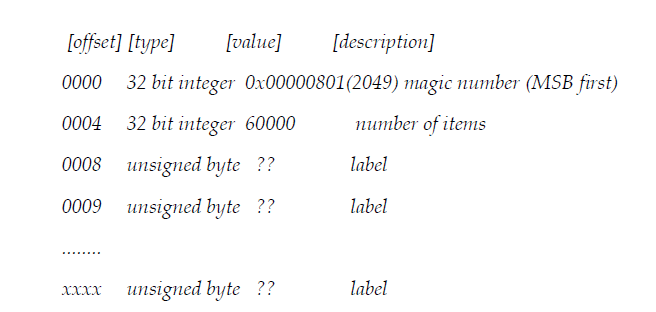 [offset] [type] [value] [description]
0000 32 bit integer 0x00000801(2049) magic number (MSB first)
0004 32 bit integer 60000 number of items
0008 unsigned byte ?? label
0009 unsigned byte ?? label
........
xxxx unsigned byte ?? label